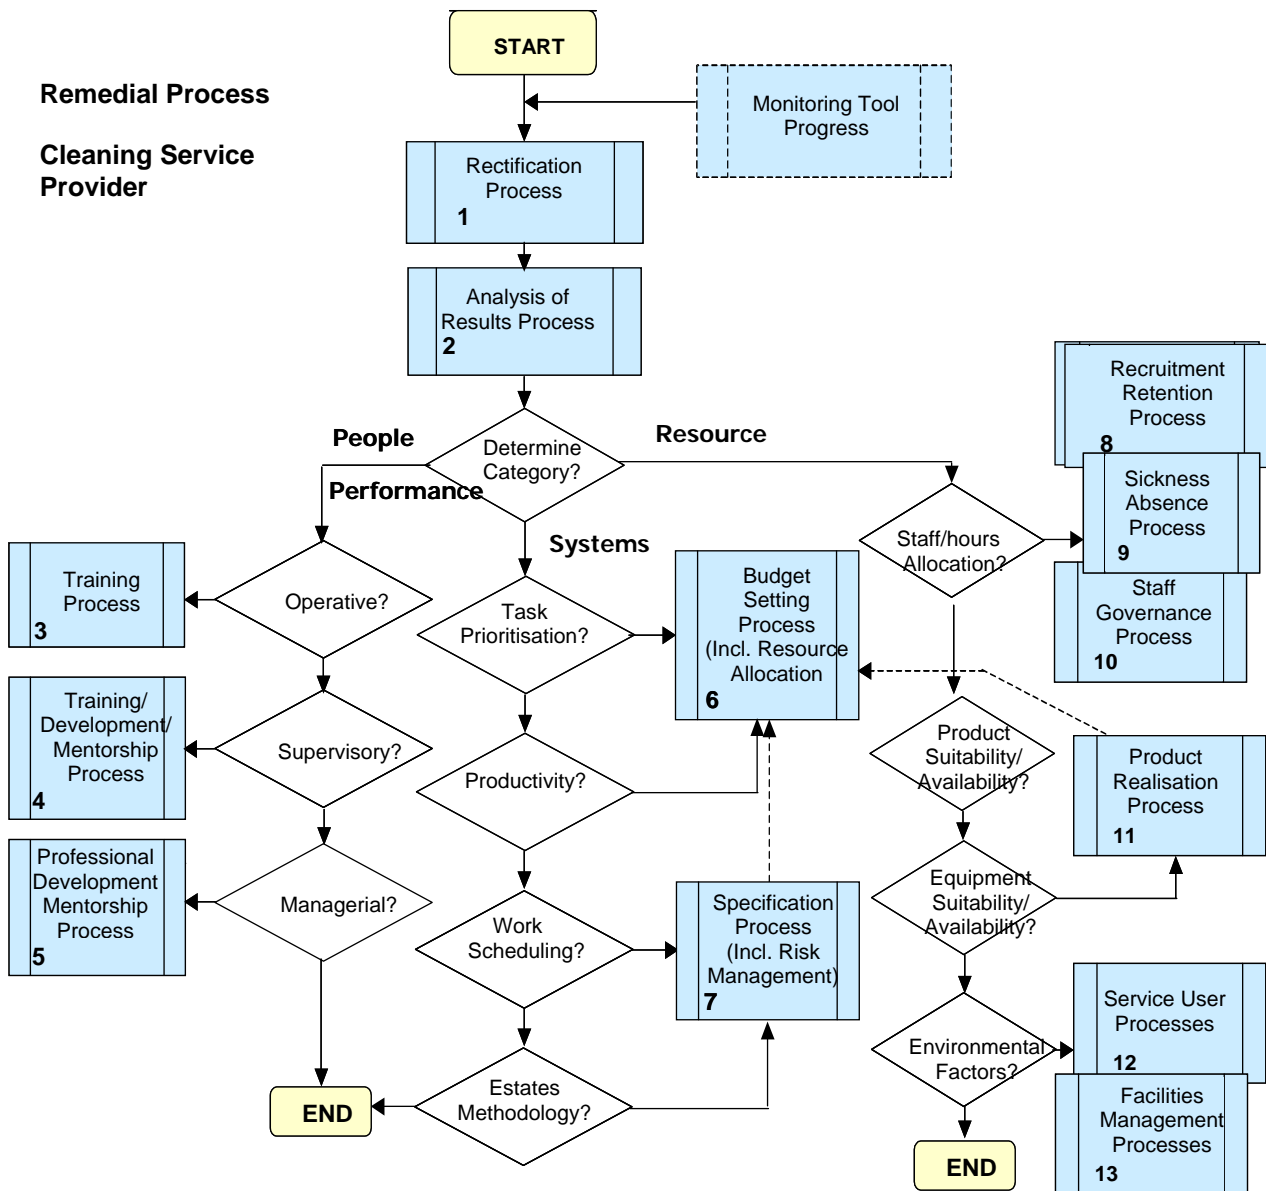 START
Remedial Process
Cleaning Service
Provider
Monitoring Tool
Progress
Rectification
Process
1
Analysis of
Results Process
2
Determine
Category?
People
Performance
Resource
Systems
Operative?
Training
Process
3
Supervisory?
Training/
Development/
Mentorship
Process
4
Managerial?
Professional
Development
Mentorship
Process
5
Task
Prioritisation?
Productivity?
Budget
Setting
Process
(Incl. Resource
Allocation
6
Work
Scheduling?
Estates
Methodology?
Specification
Process
(Incl. Risk
Management)
7
END
Staff/hours
Allocation?
Recruitment
Retention
Process
8
Sickness
Absence
Process
9
Staff
Governance
Process
10
Product
Suitability/
Availability?
Equipment
Suitability/
Availability?
Product
Realisation
Process
11
Environmental
Factors?
Service User
Processes
12
Facilities
Management
Processes
13
END